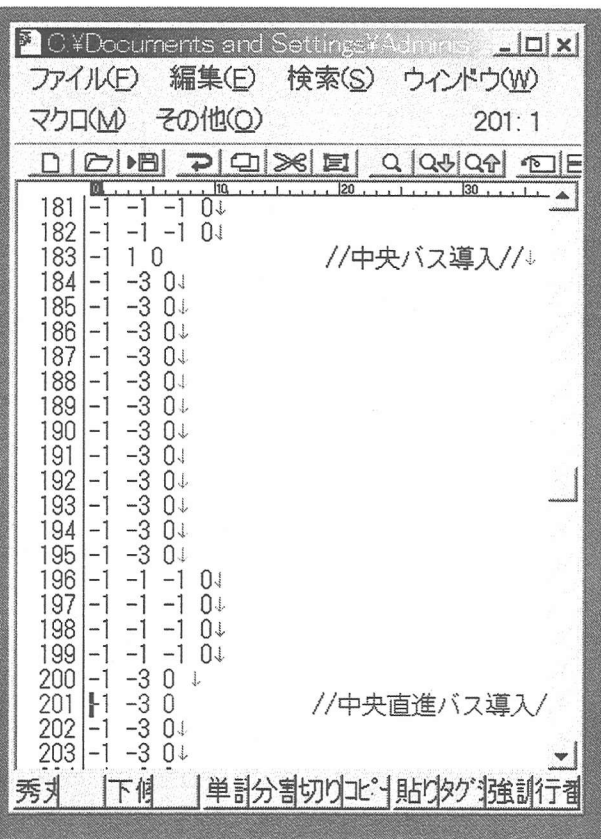 C:¥Documents and Settings¥Adminis
ファイル(F) 編集(E) 検索(S) ウィンドウ(W)
マクロ(M) その他(O) 201: 1
0 10 20 30
181 -1 -1 -1 0↓
182 -1 -1 -1 0↓
183 -1 1 0 //中央バス導入//↓
184 -1 -3 0↓
185 -1 -3 0↓
186 -1 -3 0↓
187 -1 -3 0↓
188 -1 -3 0↓
189 -1 -3 0↓
190 -1 -3 0↓
191 -1 -3 0↓
192 -1 -3 0↓
193 -1 -3 0↓
194 -1 -3 0↓
195 -1 -3 0↓
196 -1 -1 -1 0↓
197 -1 -1 -1 0↓
198 -1 -1 -1 0↓
199 -1 -1 -1 0↓
200 -1 -3 0 ↓
201 -1 -3 0 //中央直進バス導入/
202 -1 -3 0↓
203 -1 -3 0↓
秀丸 下候 単語 分割 切り コピー 貼り タグ 強調 行番